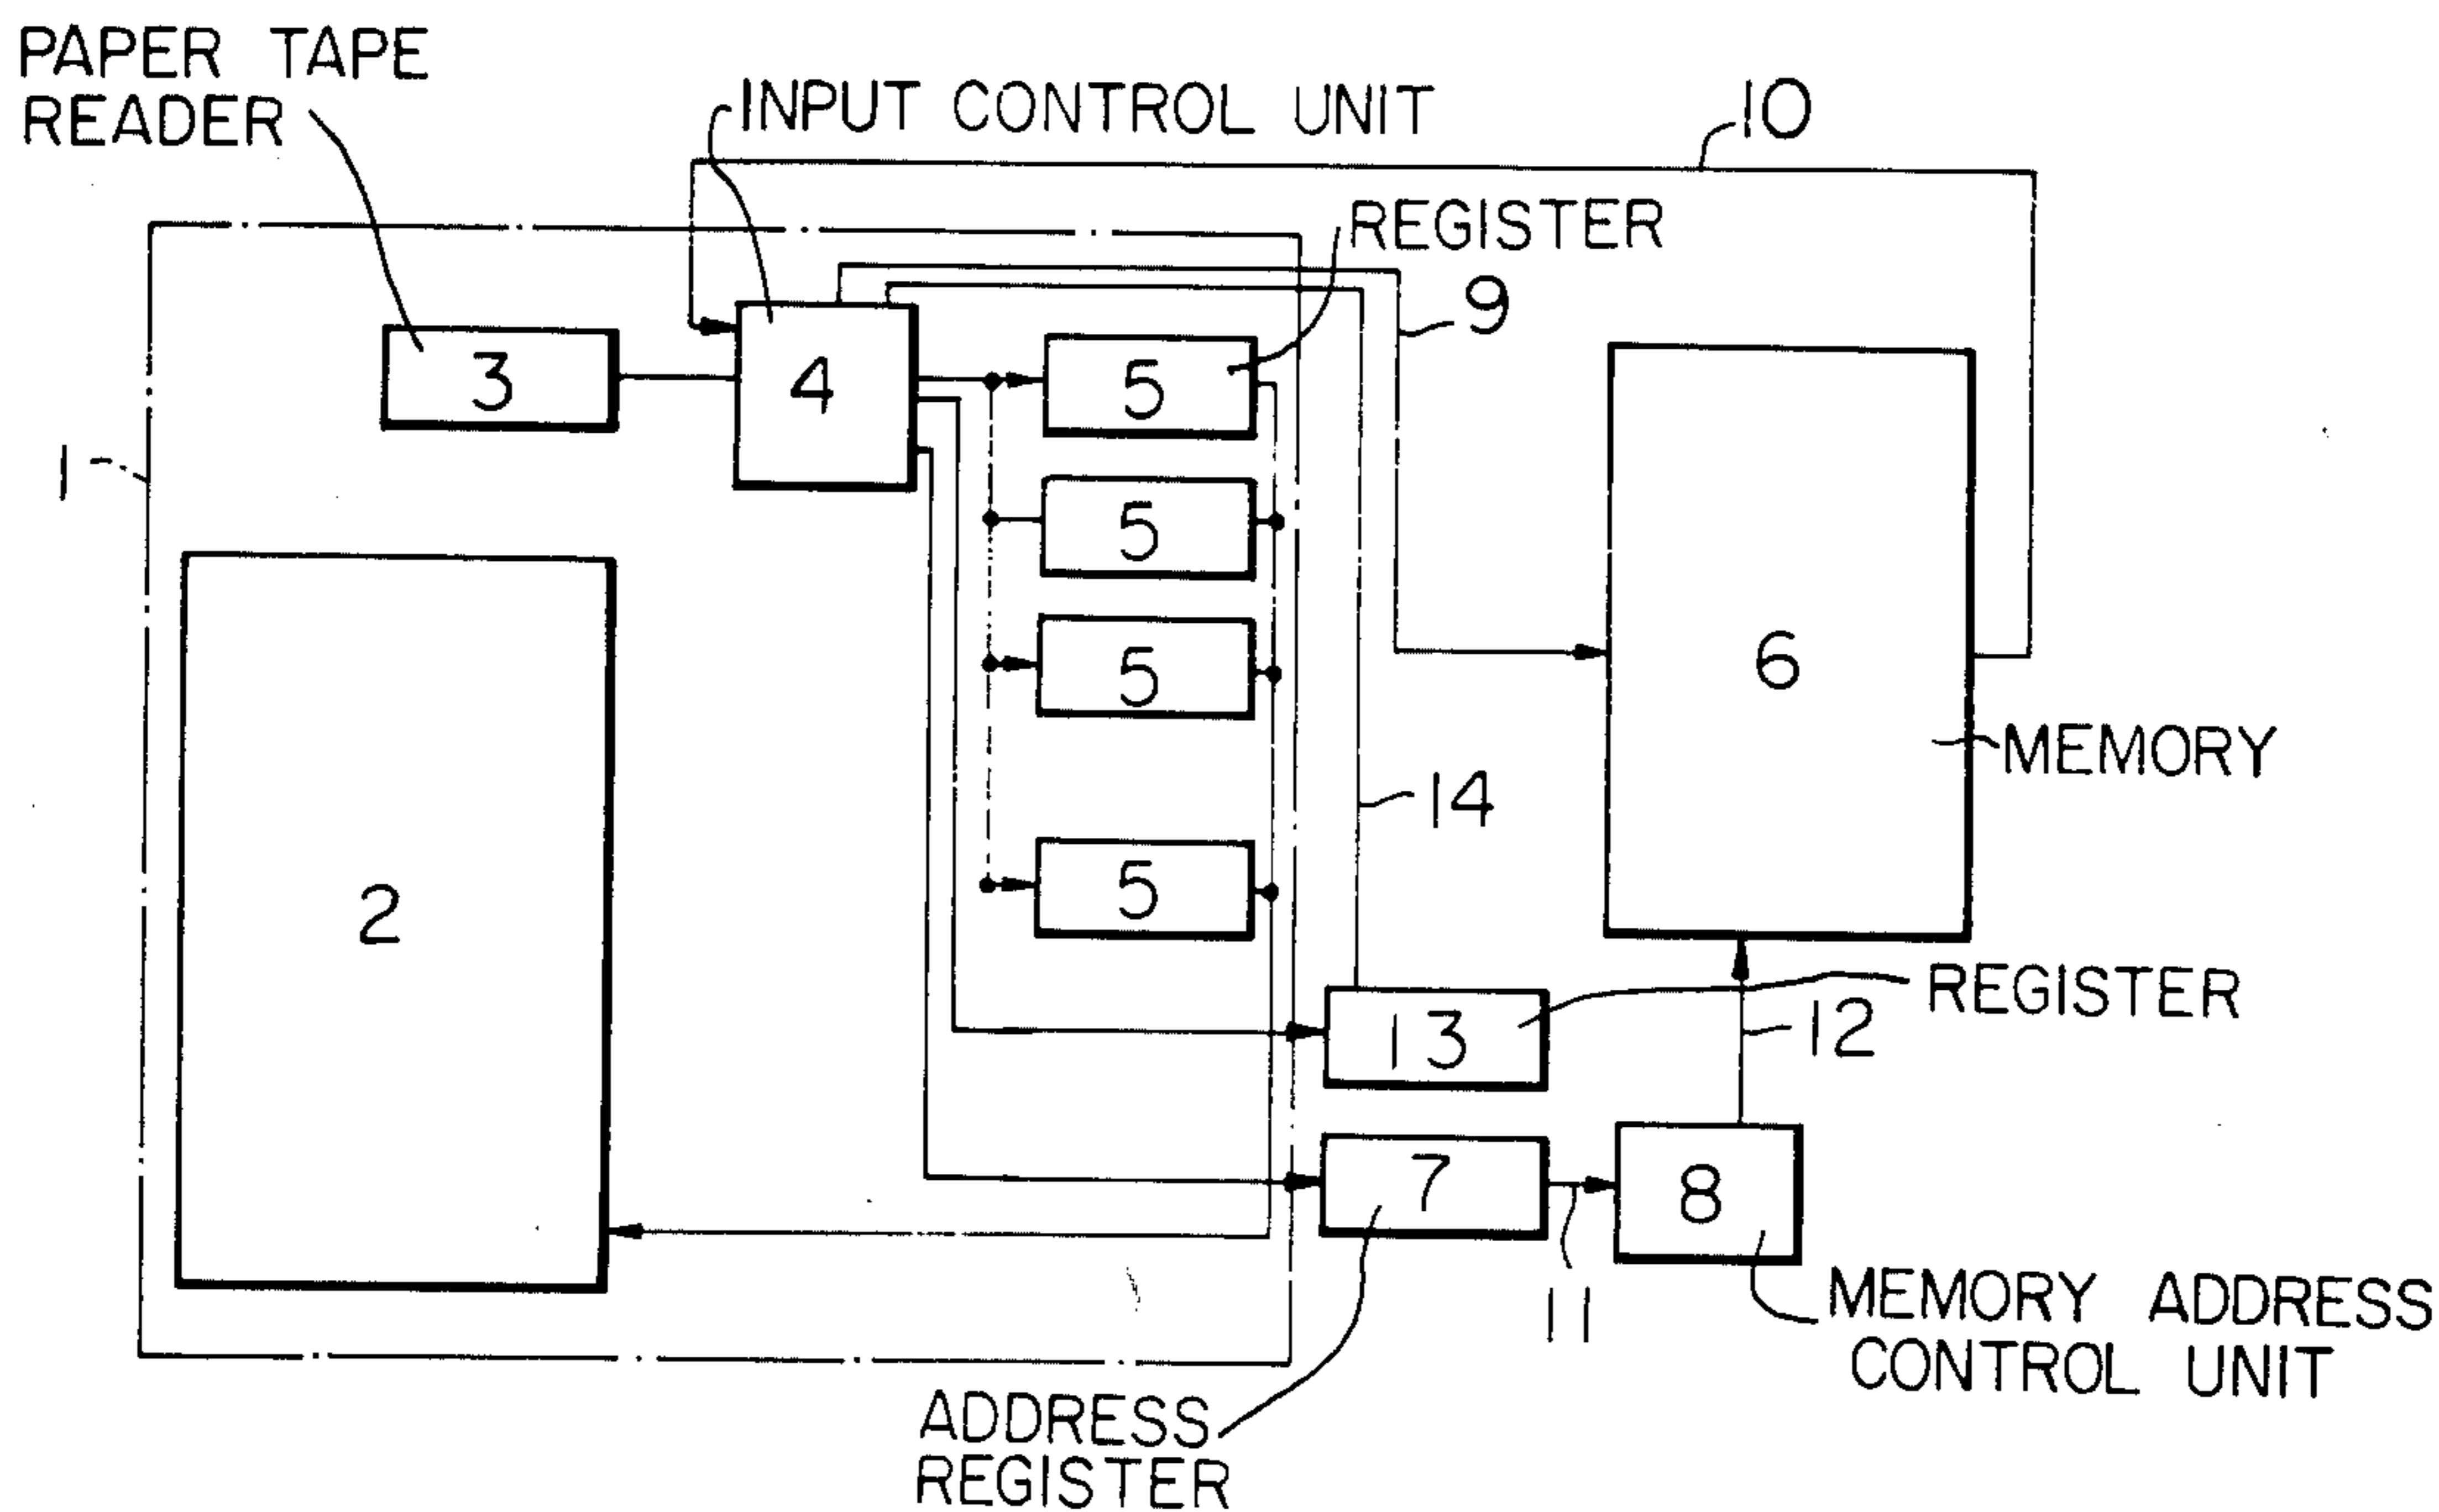 PAPER TAPE
READER
INPUT CONTROL UNIT
10
REGISTER
9
3
4
5
1
5
5
6
MEMORY
14
2
5
REGISTER
13
12
7
8
11
MEMORY ADDRESS
CONTROL UNIT
ADDRESS
REGISTER